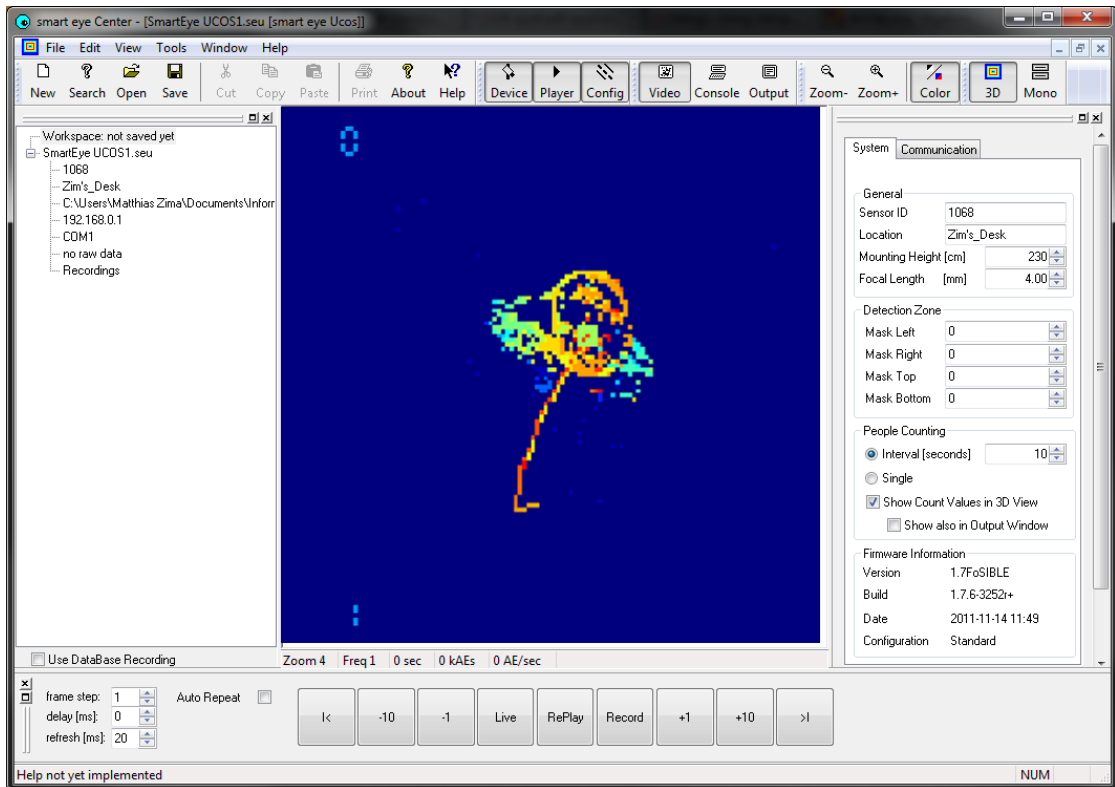 smart eye Center - [SmartEye UCOS1.seu [smart eye Ucos]]
File Edit View Tools Window Help
New Search Open Save Cut Copy Paste Print About Help Device Player Config Video Console Output Zoom- Zoom+ Color 3D Mono
Workspace: not saved yet
SmartEye UCOS1.seu
1068
Zim's_Desk
C:\Users\Matthias Zima\Documents\Inforr
192.168.0.1
COM1
no raw data
Recordings
Use DataBase Recording
0
1
Zoom 4 Freq 1 0 sec 0 kAEs 0 AE/sec
System Communication
General
Sensor ID 1068
Location Zim's_Desk
Mounting Height [cm] 230
Focal Length [mm] 4.00
Detection Zone
Mask Left 0
Mask Right 0
Mask Top 0
Mask Bottom 0
People Counting
Interval [seconds] 10
Single
Show Count Values in 3D View
Show also in Output Window
Firmware Information
Version 1.7FoSIBLE
Build 1.7.6-3252r+
Date 2011-11-14 11:49
Configuration Standard
frame step: 1 Auto Repeat
delay [ms]: 0
refresh [ms]: 20
|< -10 -1 Live RePlay Record +1 +10 >|
Help not yet implemented NUM